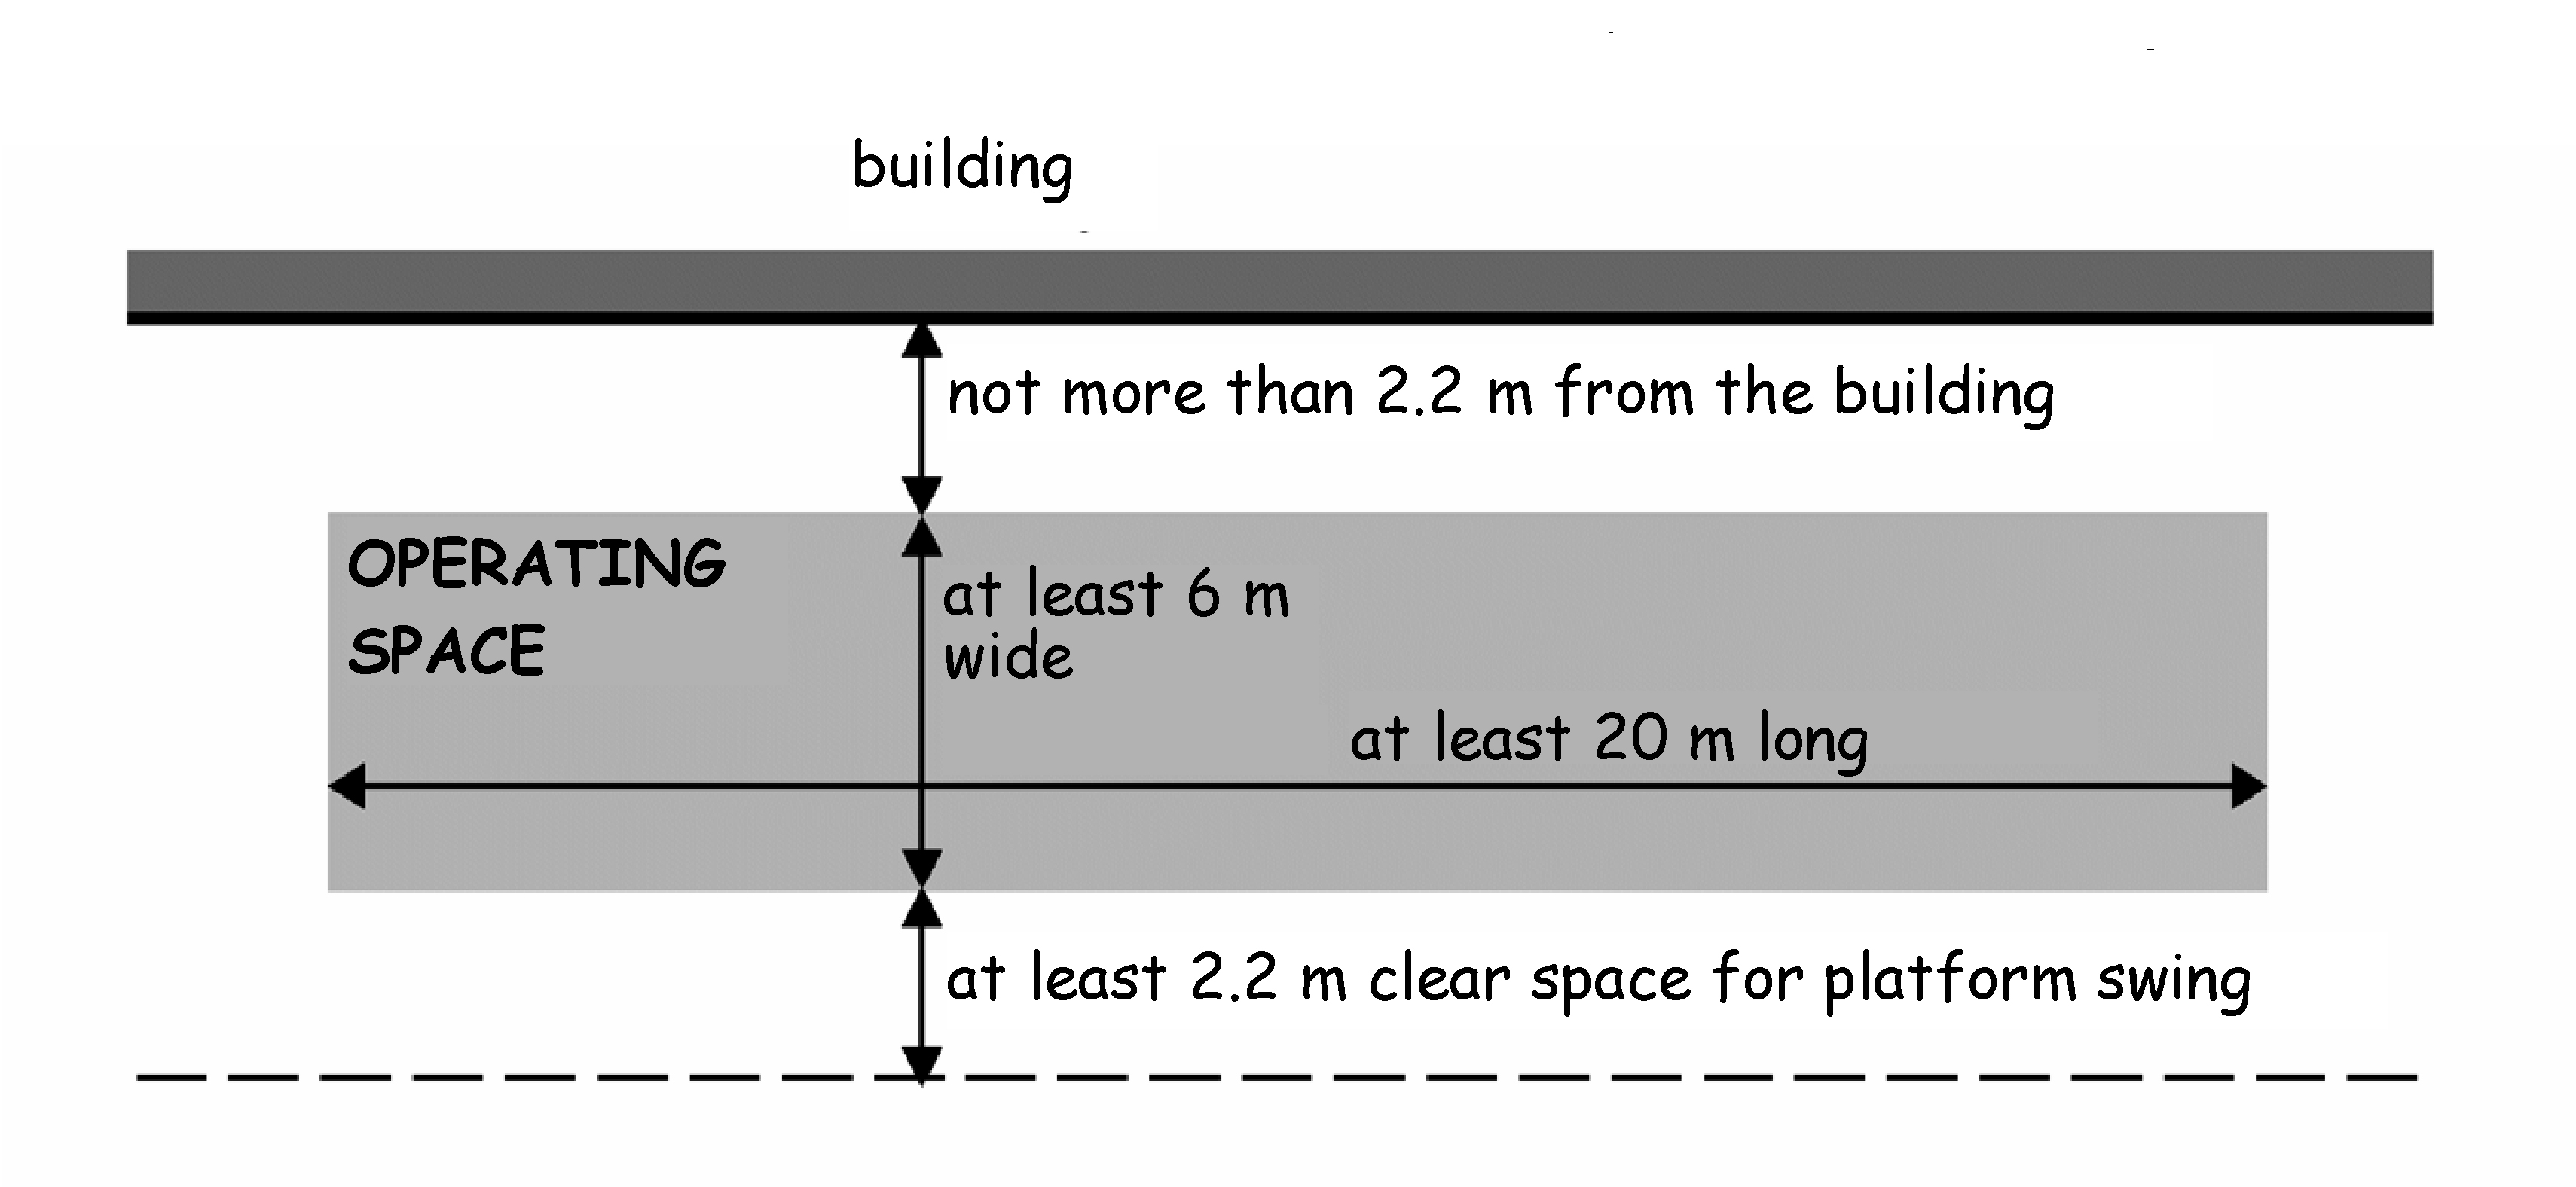 building
not more than 2.2 m from the building
OPERATING
SPACE
at least 6 m
wide
at least 20 m long
at least 2.2 m clear space for platform swing